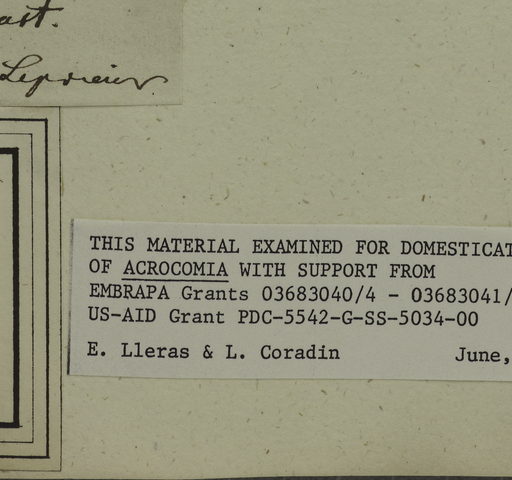 Leprieur
THIS MATERIAL EXAMINED FOR DOMESTICAT
OF ACROCOMIA WITH SUPPORT FROM
EMBRAPA Grants 03683040/4 - 03683041/
US-AID Grant PDC-5542-G-SS-5034-00
E. Lleras & L. Coradin June,